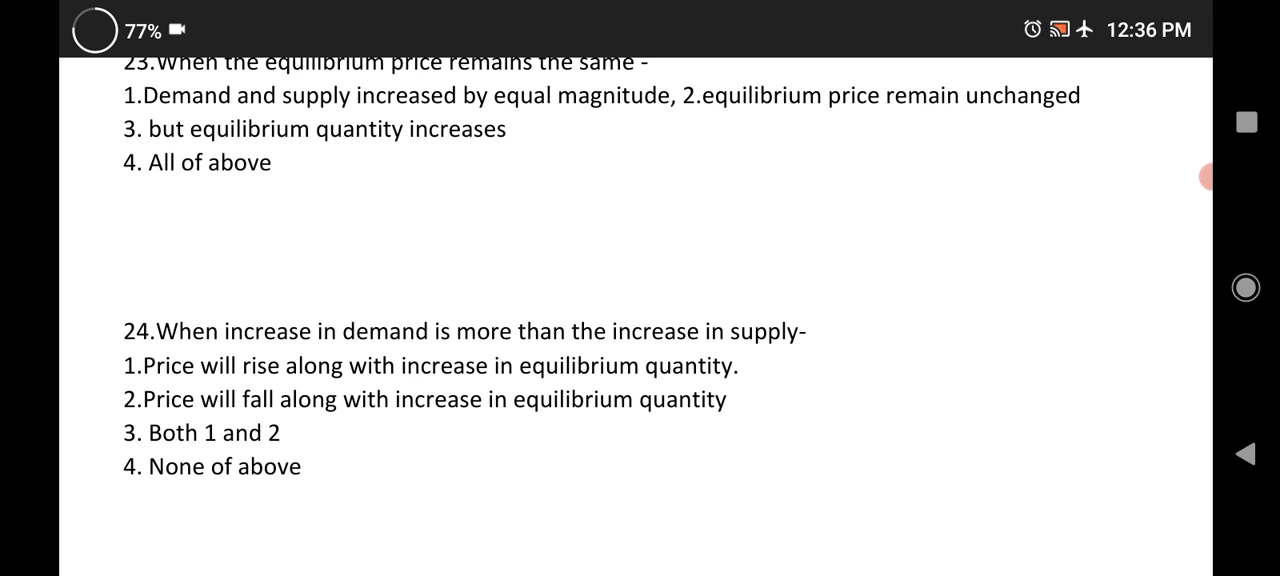 77% 12:36 PM
23.When the equilibrium price remains the same -
1.Demand and supply increased by equal magnitude, 2.equilibrium price remain unchanged
3. but equilibrium quantity increases
4. All of above
24.When increase in demand is more than the increase in supply-
1.Price will rise along with increase in equilibrium quantity.
2.Price will fall along with increase in equilibrium quantity
3. Both 1 and 2
4. None of above